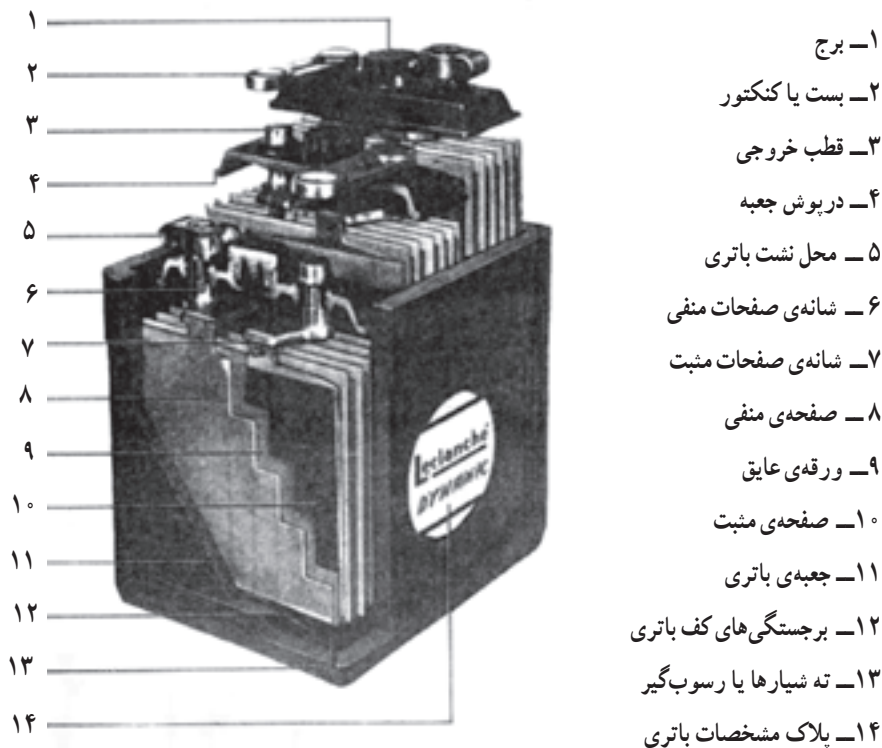 ۱ــ برج
۲ــ بست یا کنکتور
۳ــ قطب خروجی
۴ــ درپوش جعبه
۵ ــ محل نشت باتری
۶ ــ شانه‌ی صفحات منفی
۷ــ شانه‌ی صفحات مثبت
۸ ــ صفحه‌ی منفی
۹ــ ورقه‌ی عایق
۱۰ــ صفحه‌ی مثبت
۱۱ــ جعبه‌ی باتری
۱۲ــ برجستگی‌های کف باتری
۱۳ــ ته شیارها یا رسوب‌گیر
۱۴ــ پلاک مشخصات باتری
۱
۱
۲
۳
۴
۵
۶
۷
۸
۹
۱۰
۱۱
۱۲
۱۳
۱۴
Leclanché
DYNAMIC